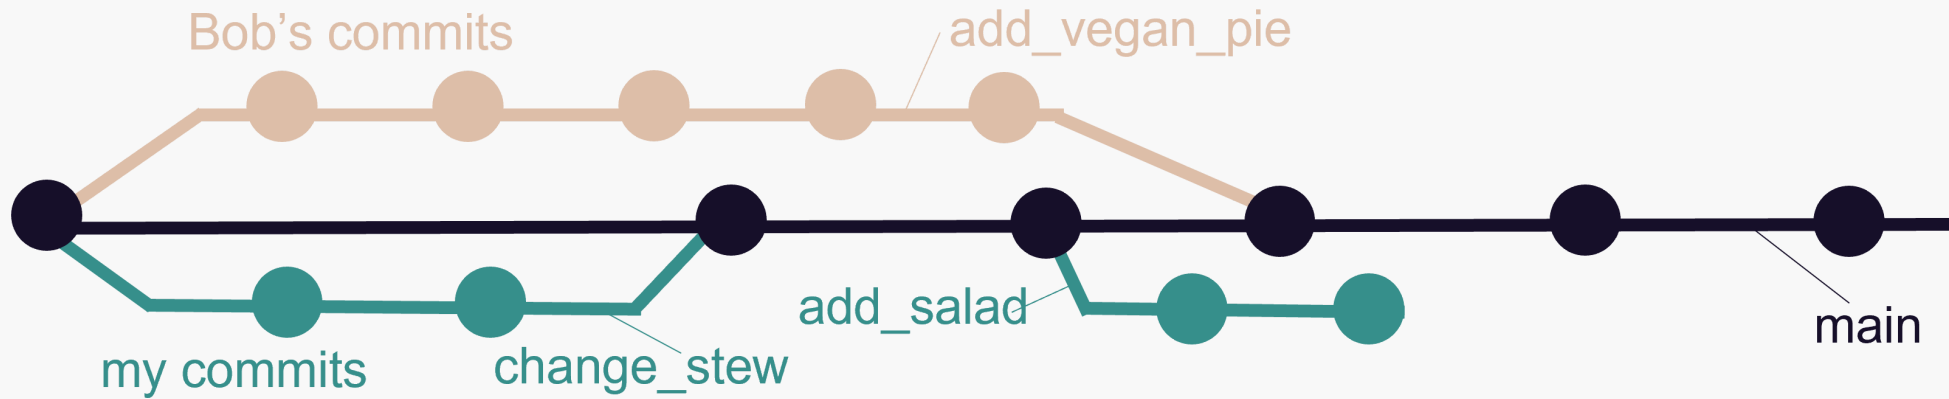 Bob’s commits
add_vegan_pie
add_salad
main
my commits
change_stew